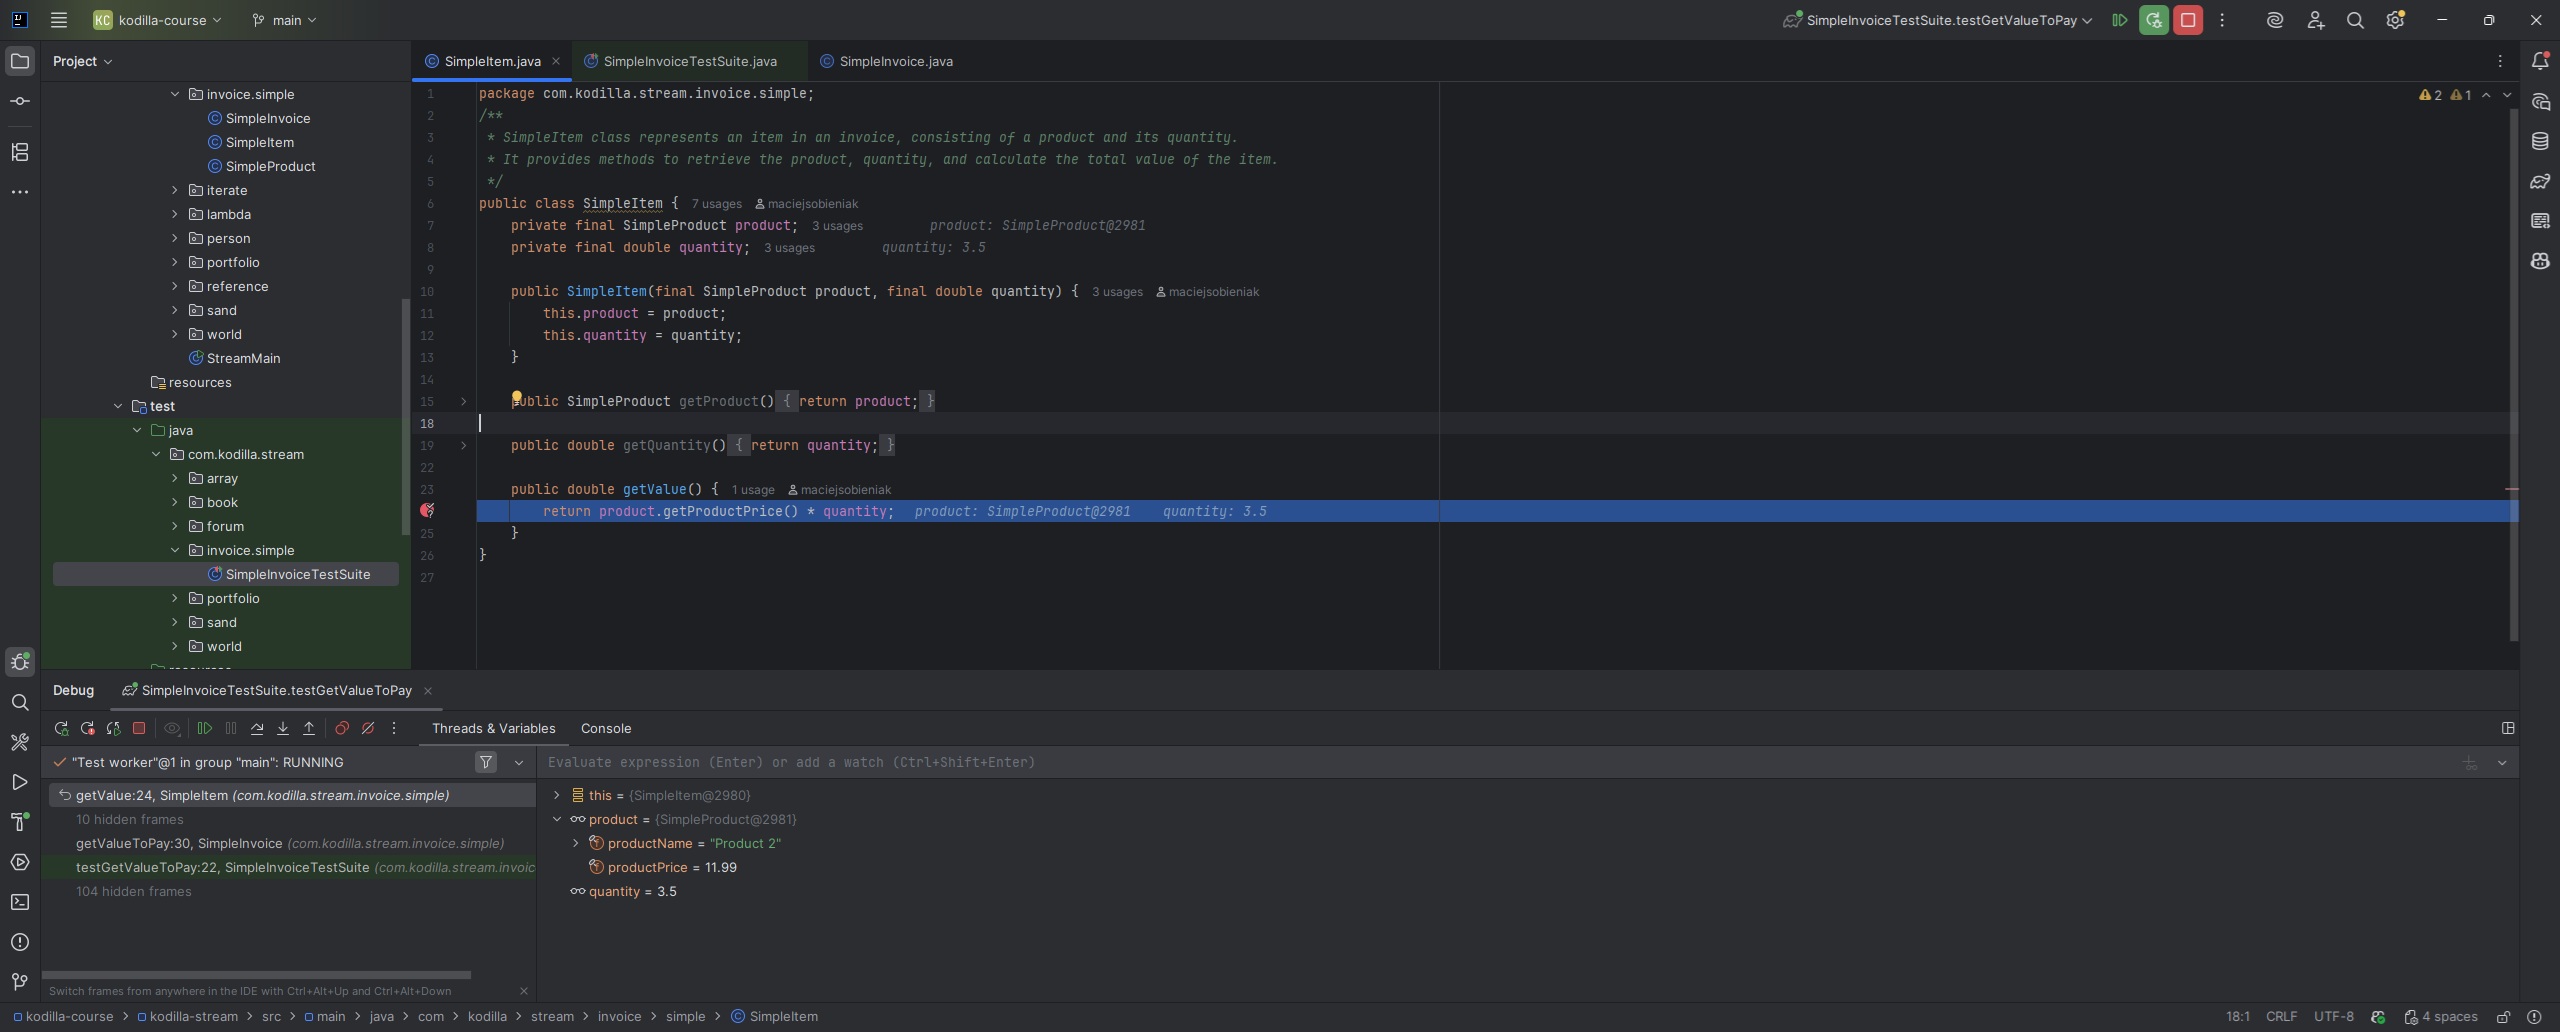 KC kodilla-course main SimpleInvoiceTestSuite.testGetValueToPay
Project
invoice.simple
SimpleInvoice
SimpleItem
SimpleProduct
iterate
lambda
person
portfolio
reference
sand
world
StreamMain
resources
test
java
com.kodilla.stream
array
book
forum
invoice.simple
SimpleInvoiceTestSuite
portfolio
sand
world
SimpleItem.java SimpleInvoiceTestSuite.java SimpleInvoice.java
2 1
1 package com.kodilla.stream.invoice.simple;
2 /**
3 * SimpleItem class represents an item in an invoice, consisting of a product and its quantity.
4 * It provides methods to retrieve the product, quantity, and calculate the total value of the item.
5 */
6 public class SimpleItem { 7 usages maciejsobieniak
7 private final SimpleProduct product; 3 usages product: SimpleProduct@2981
8 private final double quantity; 3 usages quantity: 3.5
9
10 public SimpleItem(final SimpleProduct product, final double quantity) { 3 usages maciejsobieniak
11 this.product = product;
12 this.quantity = quantity;
13 }
14
15 public SimpleProduct getProduct() { return product; }
18
19 public double getQuantity() { return quantity; }
22
23 public double getValue() { 1 usage maciejsobieniak
return product.getProductPrice() * quantity; product: SimpleProduct@2981 quantity: 3.5
25 }
26 }
27
Debug SimpleInvoiceTestSuite.testGetValueToPay
Threads & Variables Console
"Test worker"@1 in group "main": RUNNING
getValue:24, SimpleItem (com.kodilla.stream.invoice.simple)
10 hidden frames
getValueToPay:30, SimpleInvoice (com.kodilla.stream.invoice.simple)
testGetValueToPay:22, SimpleInvoiceTestSuite (com.kodilla.stream.invoic
104 hidden frames
Switch frames from anywhere in the IDE with Ctrl+Alt+Up and Ctrl+Alt+Down
Evaluate expression (Enter) or add a watch (Ctrl+Shift+Enter)
this = {SimpleItem@2980}
product = {SimpleProduct@2981}
productName = "Product 2"
productPrice = 11.99
quantity = 3.5
kodilla-course > kodilla-stream > src > main > java > com > kodilla > stream > invoice > simple > SimpleItem
18:1 CRLF UTF-8 4 spaces